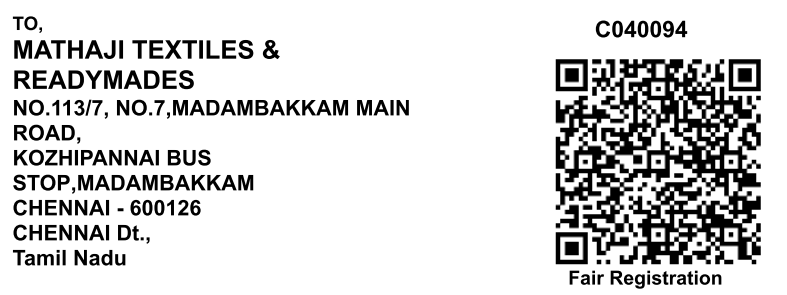 TO,
MATHAJI TEXTILES &
READYMADES
NO.113/7, NO.7,MADAMBAKKAM MAIN
ROAD,
KOZHIPANNAI BUS
STOP,MADAMBAKKAM
CHENNAI - 600126
CHENNAI Dt.,
Tamil Nadu
C040094
Fair Registration